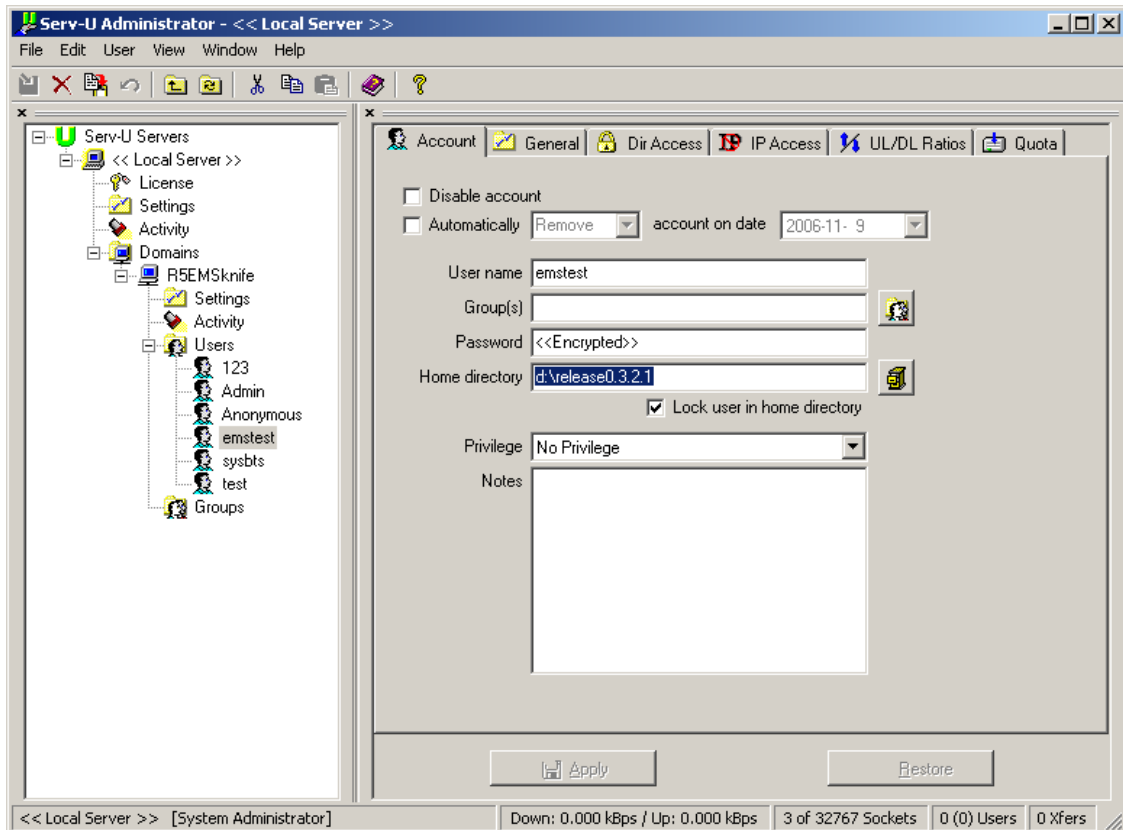 Serv-U Administrator - << Local Server >>
File Edit User View Window Help
Serv-U Servers
<< Local Server >>
License
Settings
Activity
Domains
R5EMSknife
Settings
Activity
Users
123
Admin
Anonymous
emstest
sysbts
test
Groups
Account General Dir Access IP Access UL/DL Ratios Quota
Disable account
Automatically Remove account on date 2006-11- 9
User name emstest
Group(s)
Password <<Encrypted>>
Home directory d:\release0.3.2.1
Lock user in home directory
Privilege No Privilege
Notes
Apply Restore
<< Local Server >> [System Administrator] Down: 0.000 kBps / Up: 0.000 kBps 3 of 32767 Sockets 0 (0) Users 0 Xfers